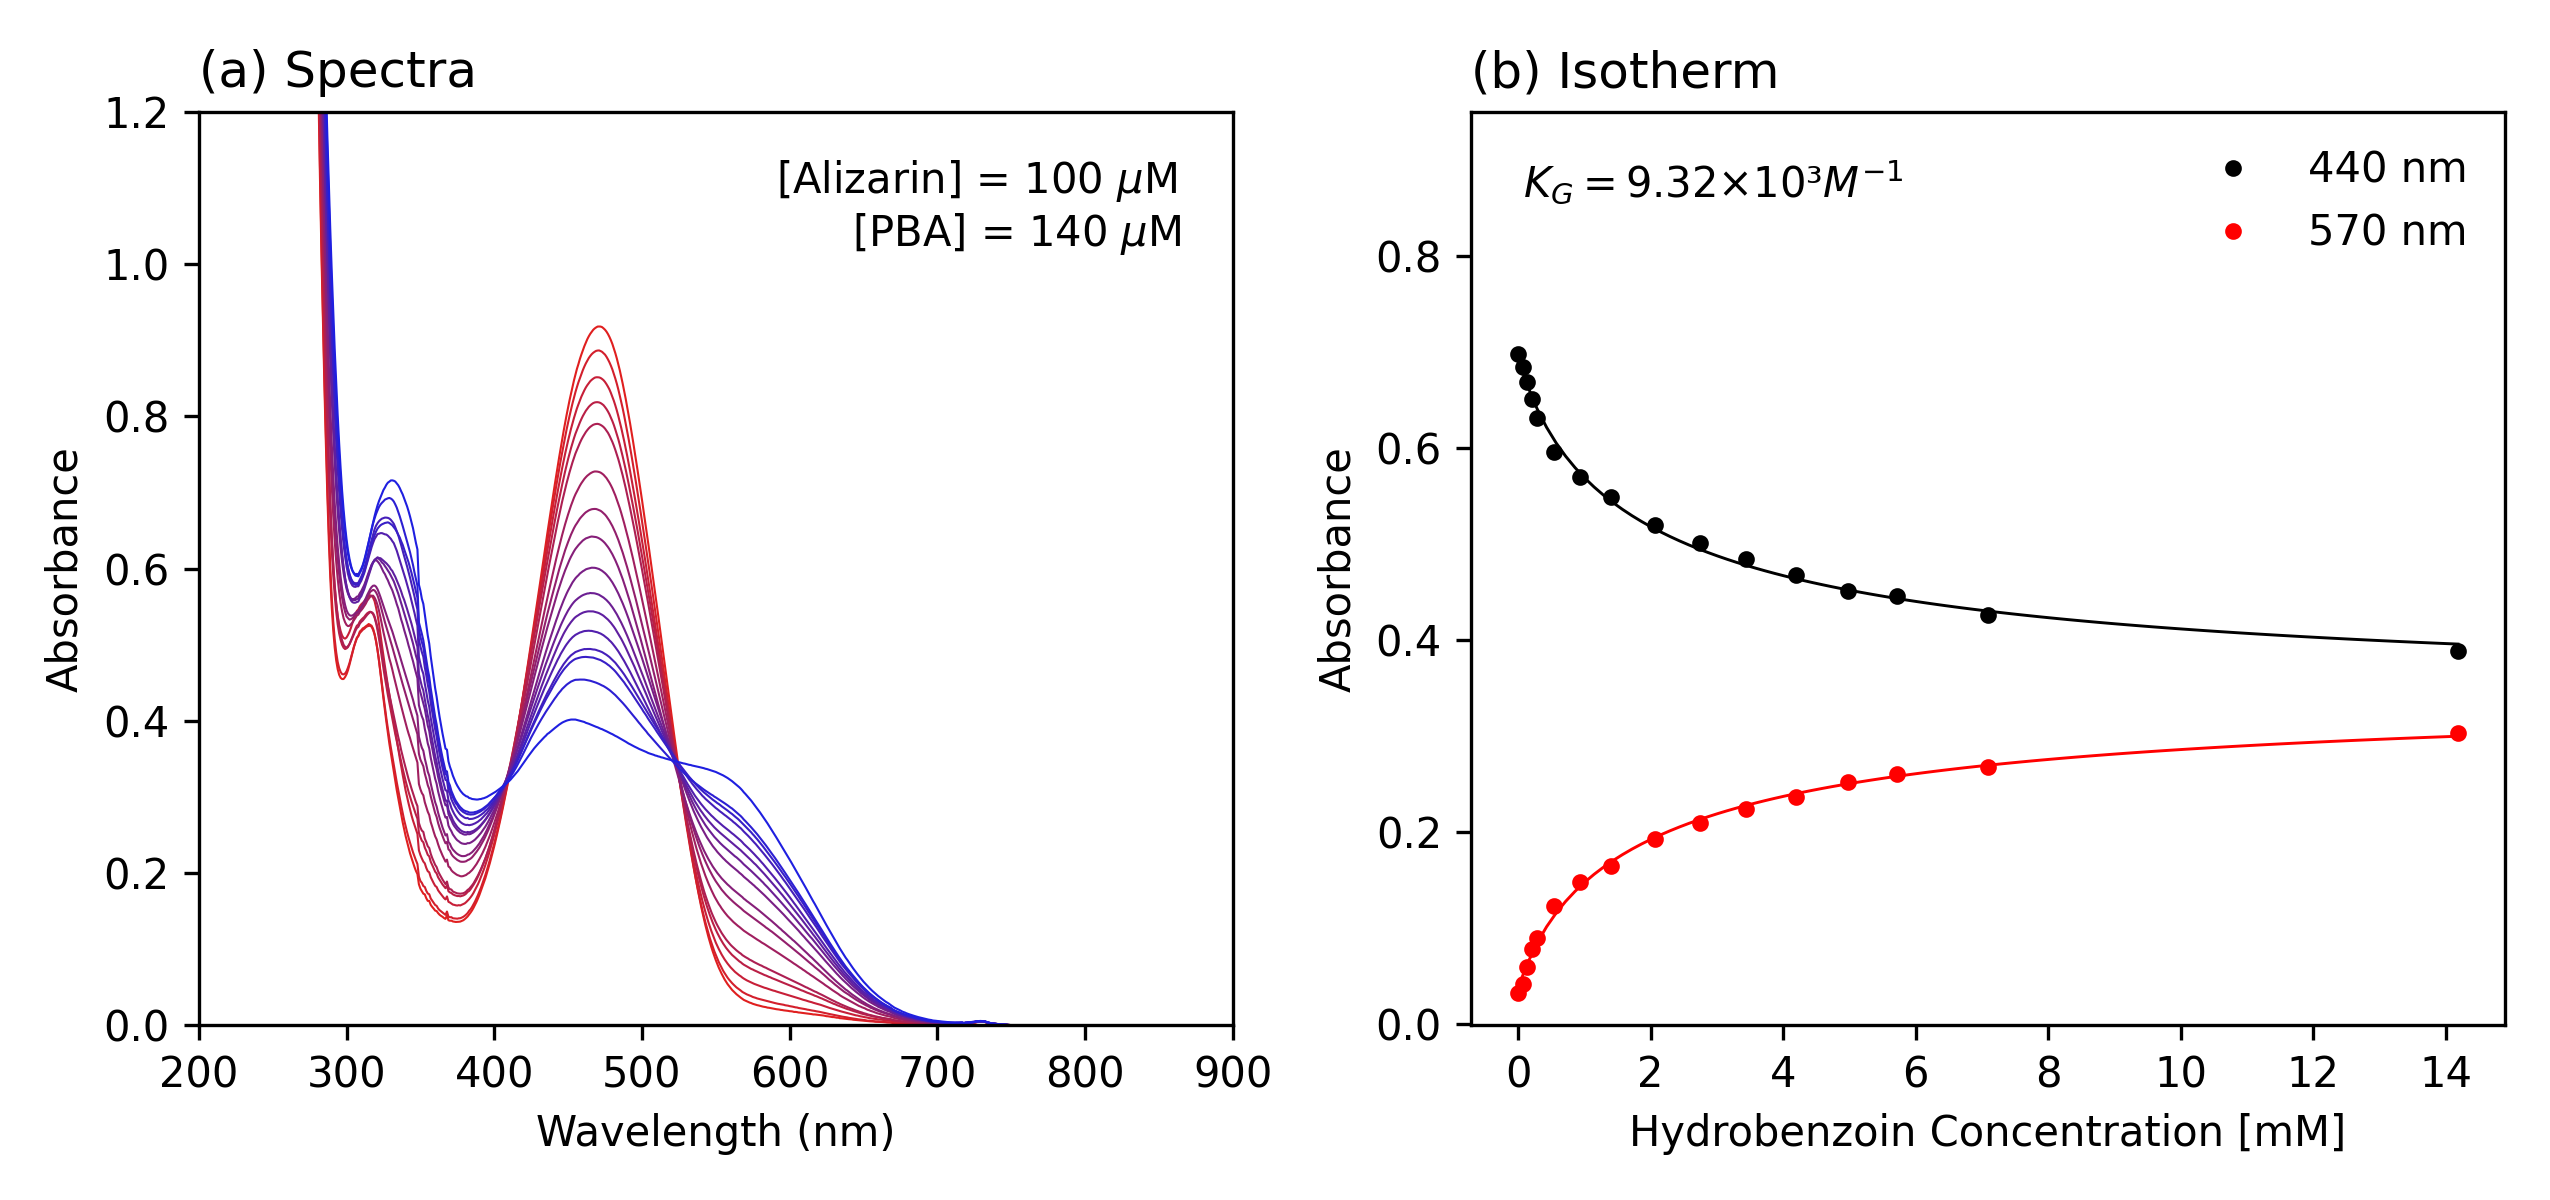 (a) Spectra
[Alizarin] = 100 μM
[PBA] = 140 μM
1.2
1.0
0.8
0.6
0.4
0.2
0.0
Absorbance
200 300 400 500 600 700 800 900
Wavelength (nm)
(b) Isotherm
K_G = 9.32×10³M⁻¹
440 nm
570 nm
0.8
0.6
0.4
0.2
0.0
Absorbance
0 2 4 6 8 10 12 14
Hydrobenzoin Concentration [mM]